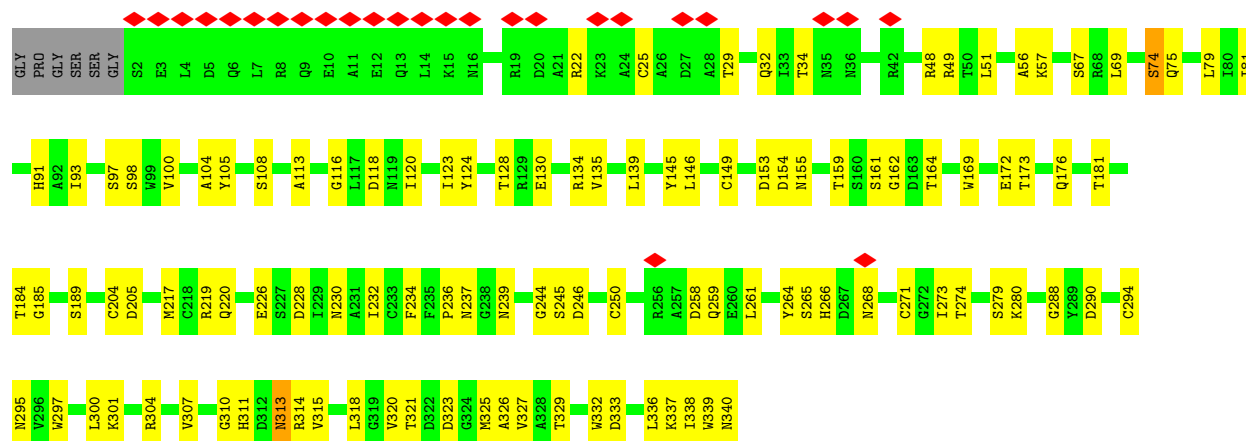 GLY PRO GLY SER SER GLY S2 E3 L4 D5 Q6 L7 R8 Q9 E10 A11 E12 Q13 L14 K15 N16 R19 D20 A21 R22 K23 A24 C25 A26 D27 A28 T29 Q32 I33 T34 N35 N36 R42 R48 R49 T50 L51 A56 K57 S67 R68 L69 S74 Q75 L79 I80 I81
H91 A92 I93 S97 S98 W99 V100 A104 Y105 S108 A113 G116 L117 D118 N119 I120 I123 Y124 T128 R129 E130 R134 V135 L139 Y145 L146 C149 D153 D154 N155 T159 S160 S161 G162 D163 T164 W169 E172 T173 Q176 T181
T184 G185 S189 C204 D205 M217 C218 R219 Q220 E226 S227 D228 I229 N230 A231 I232 C233 F234 F235 P236 N237 G238 N239 G244 S245 D246 C250 R256 A257 D258 Q259 E260 L261 Y264 S265 H266 D267 N268 C271 G272 I273 T274 S279 K280 G288 Y289 D290 C294
N295 V296 W297 L300 K301 R304 V307 G310 H311 D312 N313 R314 V315 L318 G319 V320 T321 D322 D323 G324 M325 A326 V327 A328 T329 W332 D333 L336 K337 I338 W339 N340